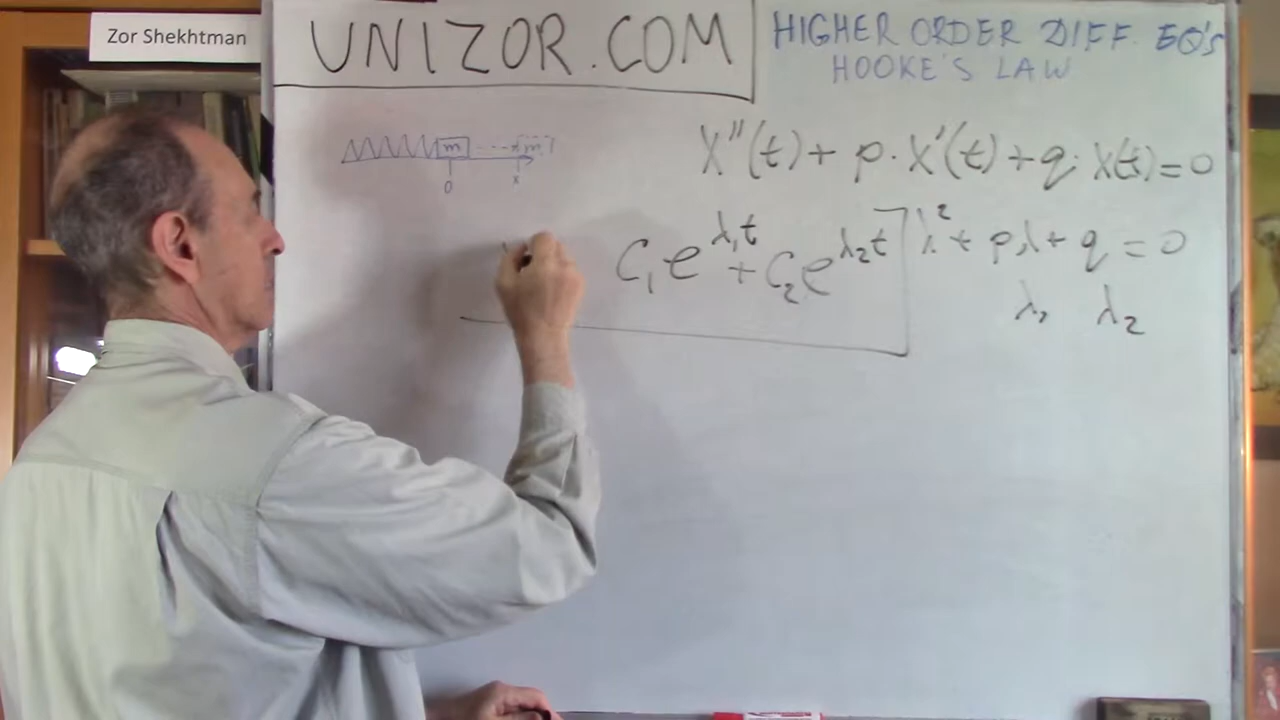 Zor Shekhtman
UNIZOR.COM
HIGHER ORDER DIFF. EQ'S
HOOKE'S LAW
m m
0 x
X''(t) + p·X'(t) + q·X(t) = 0
C₁e^λ₁t + C₂e^λ₂t
λ² + pλ + q = 0
λ₁ λ₂